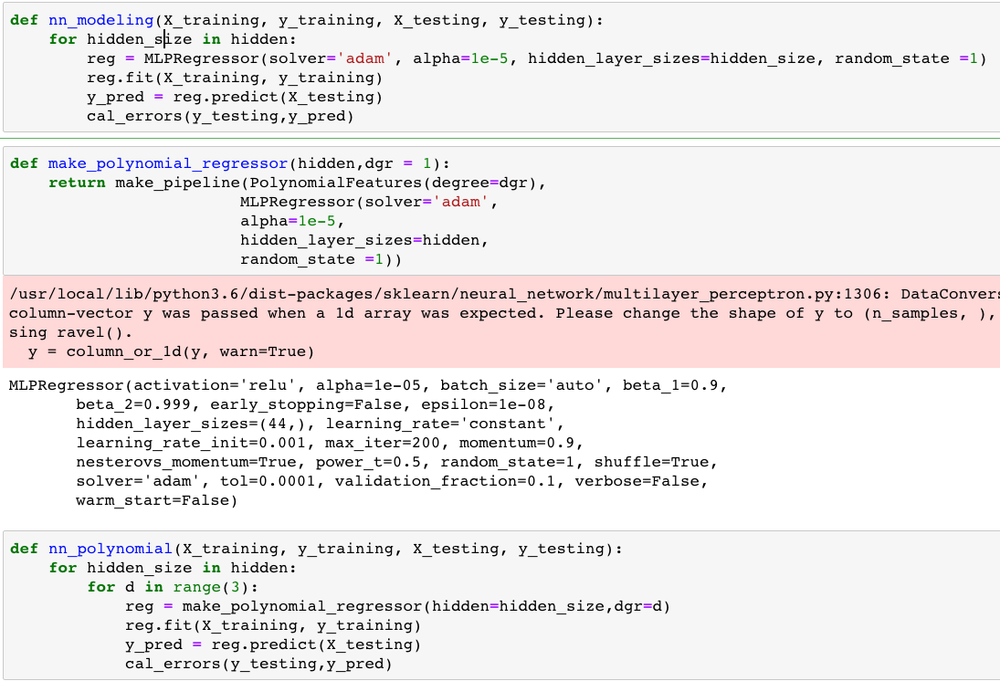 def nn_modeling(X_training, y_training, X_testing, y_testing):
    for hidden_size in hidden:
        reg = MLPRegressor(solver='adam', alpha=1e-5, hidden_layer_sizes=hidden_size, random_state =1)
        reg.fit(X_training, y_training)
        y_pred = reg.predict(X_testing)
        cal_errors(y_testing,y_pred)
def make_polynomial_regressor(hidden,dgr = 1):
    return make_pipeline(PolynomialFeatures(degree=dgr),
                        MLPRegressor(solver='adam',
                        alpha=1e-5,
                        hidden_layer_sizes=hidden,
                        random_state =1))
/usr/local/lib/python3.6/dist-packages/sklearn/neural_network/multilayer_perceptron.py:1306:
column-vector y was passed when a 1d array was expected. Please change the shape of y to (n_samples, ),
sing ravel().
  y = column_or_1d(y, warn=True)
MLPRegressor(activation='relu', alpha=1e-05, batch_size='auto', beta_1=0.9,
       beta_2=0.999, early_stopping=False, epsilon=1e-08,
       hidden_layer_sizes=(44,), learning_rate='constant',
       learning_rate_init=0.001, max_iter=200, momentum=0.9,
       nesterovs_momentum=True, power_t=0.5, random_state=1, shuffle=True,
       solver='adam', tol=0.0001, validation_fraction=0.1, verbose=False,
       warm_start=False)
def nn_polynomial(X_training, y_training, X_testing, y_testing):
    for hidden_size in hidden:
        for d in range(3):
            reg = make_polynomial_regressor(hidden=hidden_size,dgr=d)
            reg.fit(X_training, y_training)
            y_pred = reg.predict(X_testing)
            cal_errors(y_testing,y_pred)